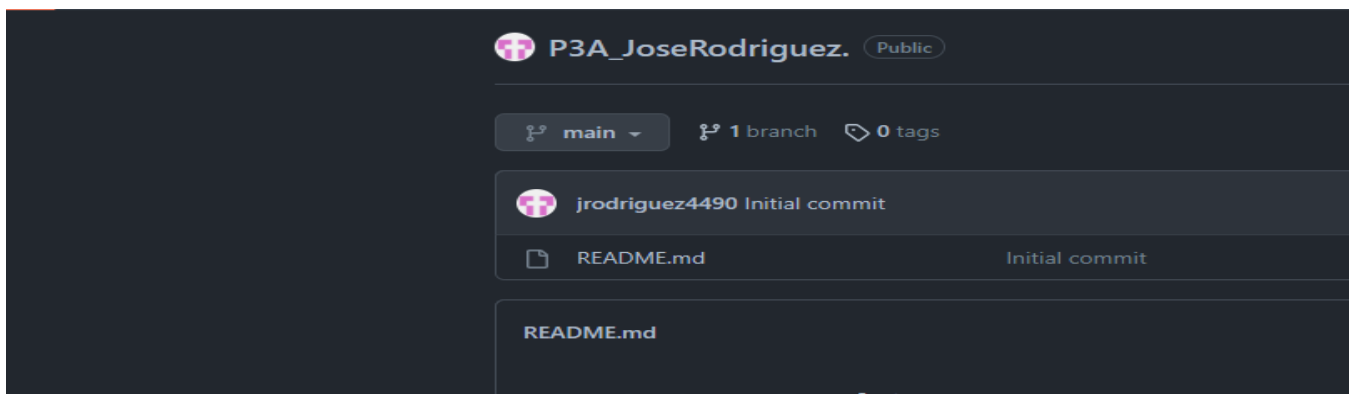 P3A_JoseRodriguez. Public
main 1 branch 0 tags
jrodriguez4490 Initial commit
README.md Initial commit
README.md